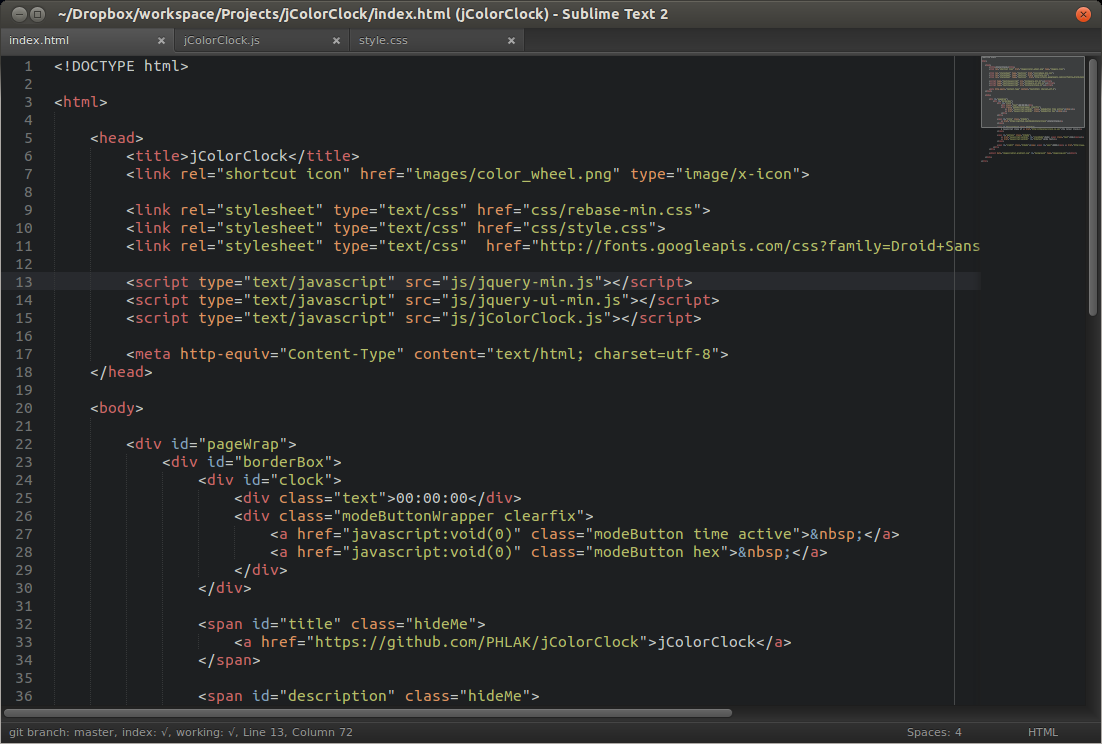 ~/Dropbox/workspace/Projects/jColorClock/index.html (jColorClock) - Sublime Text 2
index.html × jColorClock.js × style.css ×
1 <!DOCTYPE html>
2
3 <html>
4
5     <head>
6         <title>jColorClock</title>
7         <link rel="shortcut icon" href="images/color_wheel.png" type="image/x-icon">
8
9         <link rel="stylesheet" type="text/css" href="css/rebase-min.css">
10         <link rel="stylesheet" type="text/css" href="css/style.css">
11         <link rel="stylesheet" type="text/css"  href="http://fonts.googleapis.com/css?family=Droid+Sans
12
13         <script type="text/javascript" src="js/jquery-min.js"></script>
14         <script type="text/javascript" src="js/jquery-ui-min.js"></script>
15         <script type="text/javascript" src="js/jColorClock.js"></script>
16
17         <meta http-equiv="Content-Type" content="text/html; charset=utf-8">
18     </head>
19
20     <body>
21
22         <div id="pageWrap">
23             <div id="borderBox">
24                 <div id="clock">
25                     <div class="text">00:00:00</div>
26                     <div class="modeButtonWrapper clearfix">
27                         <a href="javascript:void(0)" class="modeButton time active">&nbsp;</a>
28                         <a href="javascript:void(0)" class="modeButton hex">&nbsp;</a>
29                     </div>
30                 </div>
31
32                 <span id="title" class="hideMe">
33                     <a href="https://github.com/PHLAK/jColorClock">jColorClock</a>
34                 </span>
35
36                 <span id="description" class="hideMe">
git branch: master, index: √, working: √, Line 13, Column 72 Spaces: 4 HTML